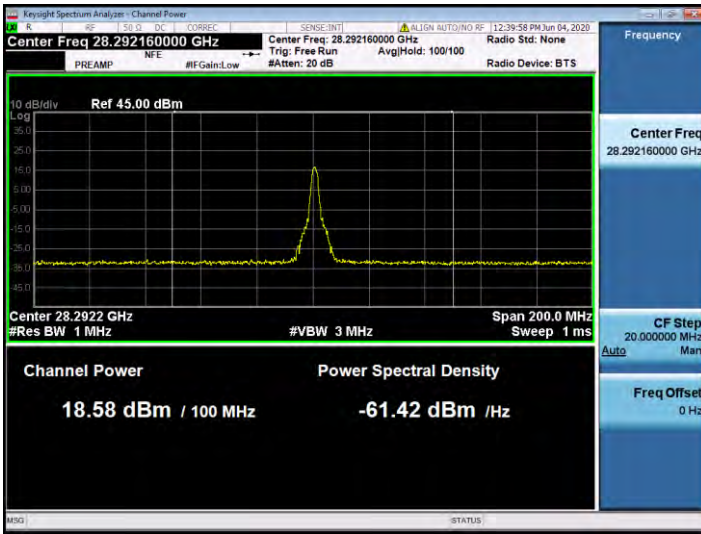 Keysight Spectrum Analyzer - Channel Power
R RF 50 Ω DC CORREC SENSE:INT ALIGN AUTO/NO RF 12:39:58 PM Jun 04, 2020
Center Freq 28.292160000 GHz
NFE
PREAMP #IFGain:Low
Center Freq: 28.292160000 GHz
Trig: Free Run Avg|Hold: 100/100
#Atten: 20 dB
Radio Std: None
Radio Device: BTS
10 dB/div Ref 45.00 dBm
Log
35.0
25.0
15.0
5.00
-5.00
-15.0
-25.0
-35.0
-45.0
Center 28.2922 GHz Span 200.0 MHz
#Res BW 1 MHz #VBW 3 MHz Sweep 1 ms
Channel Power Power Spectral Density
18.58 dBm / 100 MHz -61.42 dBm /Hz
MSG STATUS
Frequency
Center Freq
28.292160000 GHz
CF Step
20.000000 MHz
Auto Man
Freq Offset
0 Hz